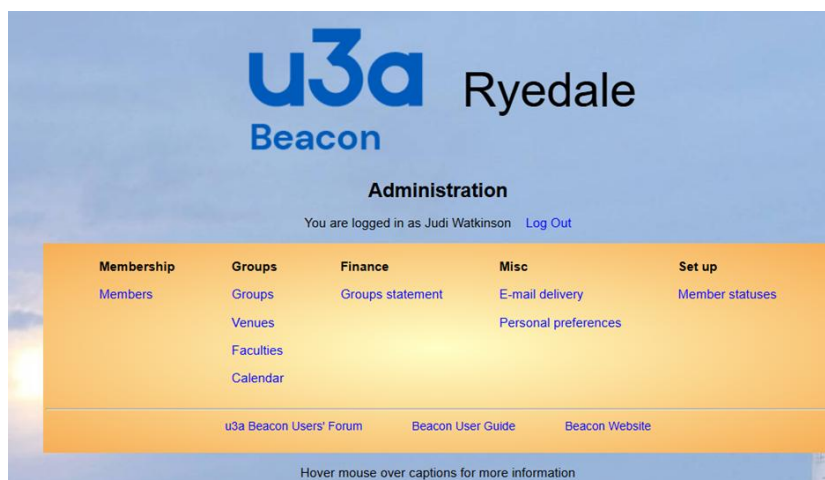 u3a Ryedale
Beacon
Administration
You are logged in as Judi Watkinson Log Out
Membership Groups Finance Misc Set up
Members Groups Groups statement E-mail delivery Member statuses
Venues Personal preferences
Faculties
Calendar
u3a Beacon Users' Forum Beacon User Guide Beacon Website
Hover mouse over captions for more information